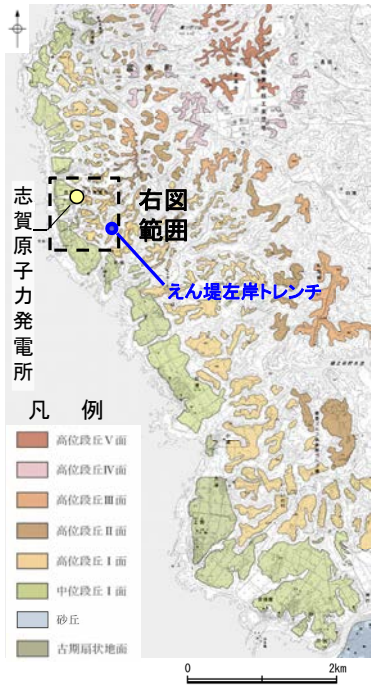 富来町
志賀原子力発電所
右図
範囲
えん堤左岸トレンチ
凡 例
高位段丘Ⅴ面
高位段丘Ⅳ面
高位段丘Ⅲ面
高位段丘Ⅱ面
高位段丘Ⅰ面
中位段丘Ⅰ面
砂丘
古期扇状地面
0 2km